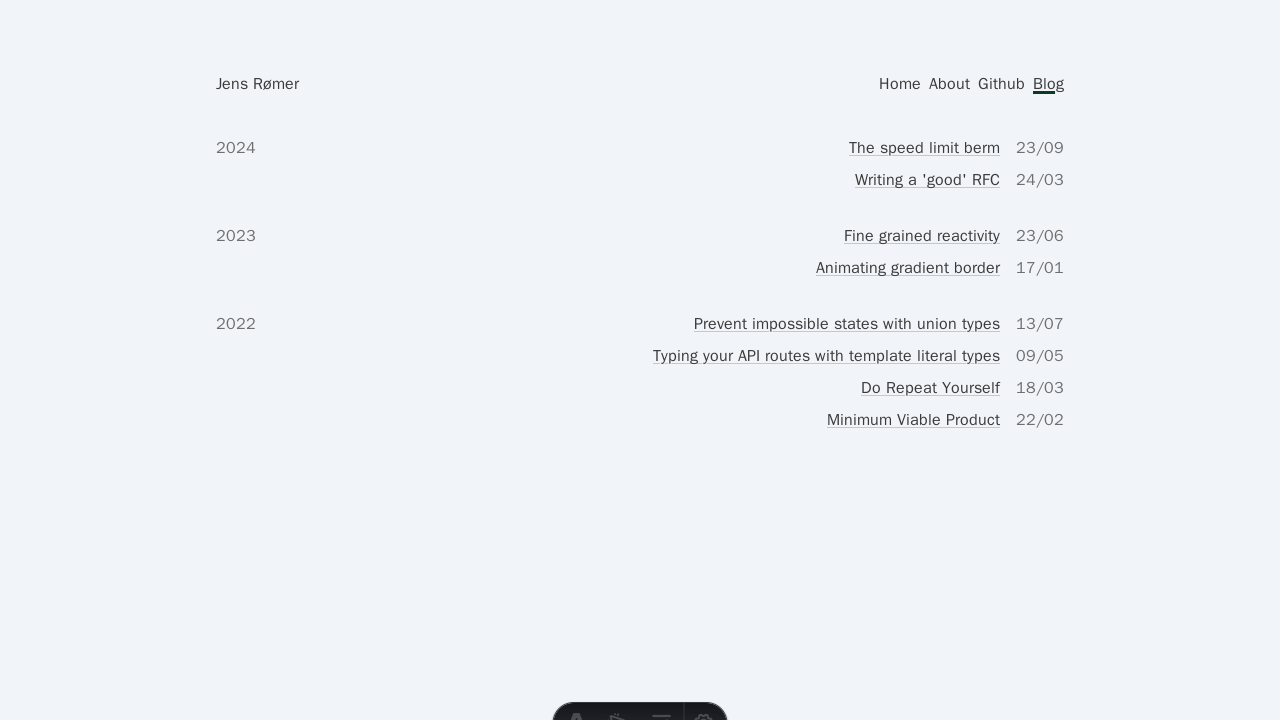 Jens Rømer Home About Github Blog
2024 The speed limit berm 23/09
Writing a 'good' RFC 24/03
2023 Fine grained reactivity 23/06
Animating gradient border 17/01
2022 Prevent impossible states with union types 13/07
Typing your API routes with template literal types 09/05
Do Repeat Yourself 18/03
Minimum Viable Product 22/02